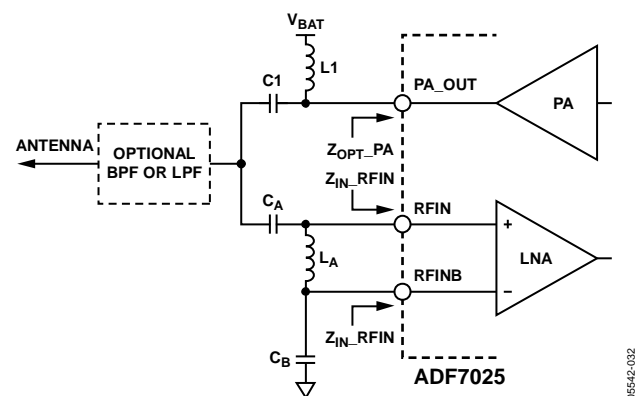 VBAT
L1
C1
PA_OUT
PA
ZOPT_PA
ANTENNA
OPTIONAL
BPF OR LPF
ZIN_RFIN
CA
RFIN
+
LA
LNA
RFINB
–
ZIN_RFIN
CB
ADF7025
05542-032